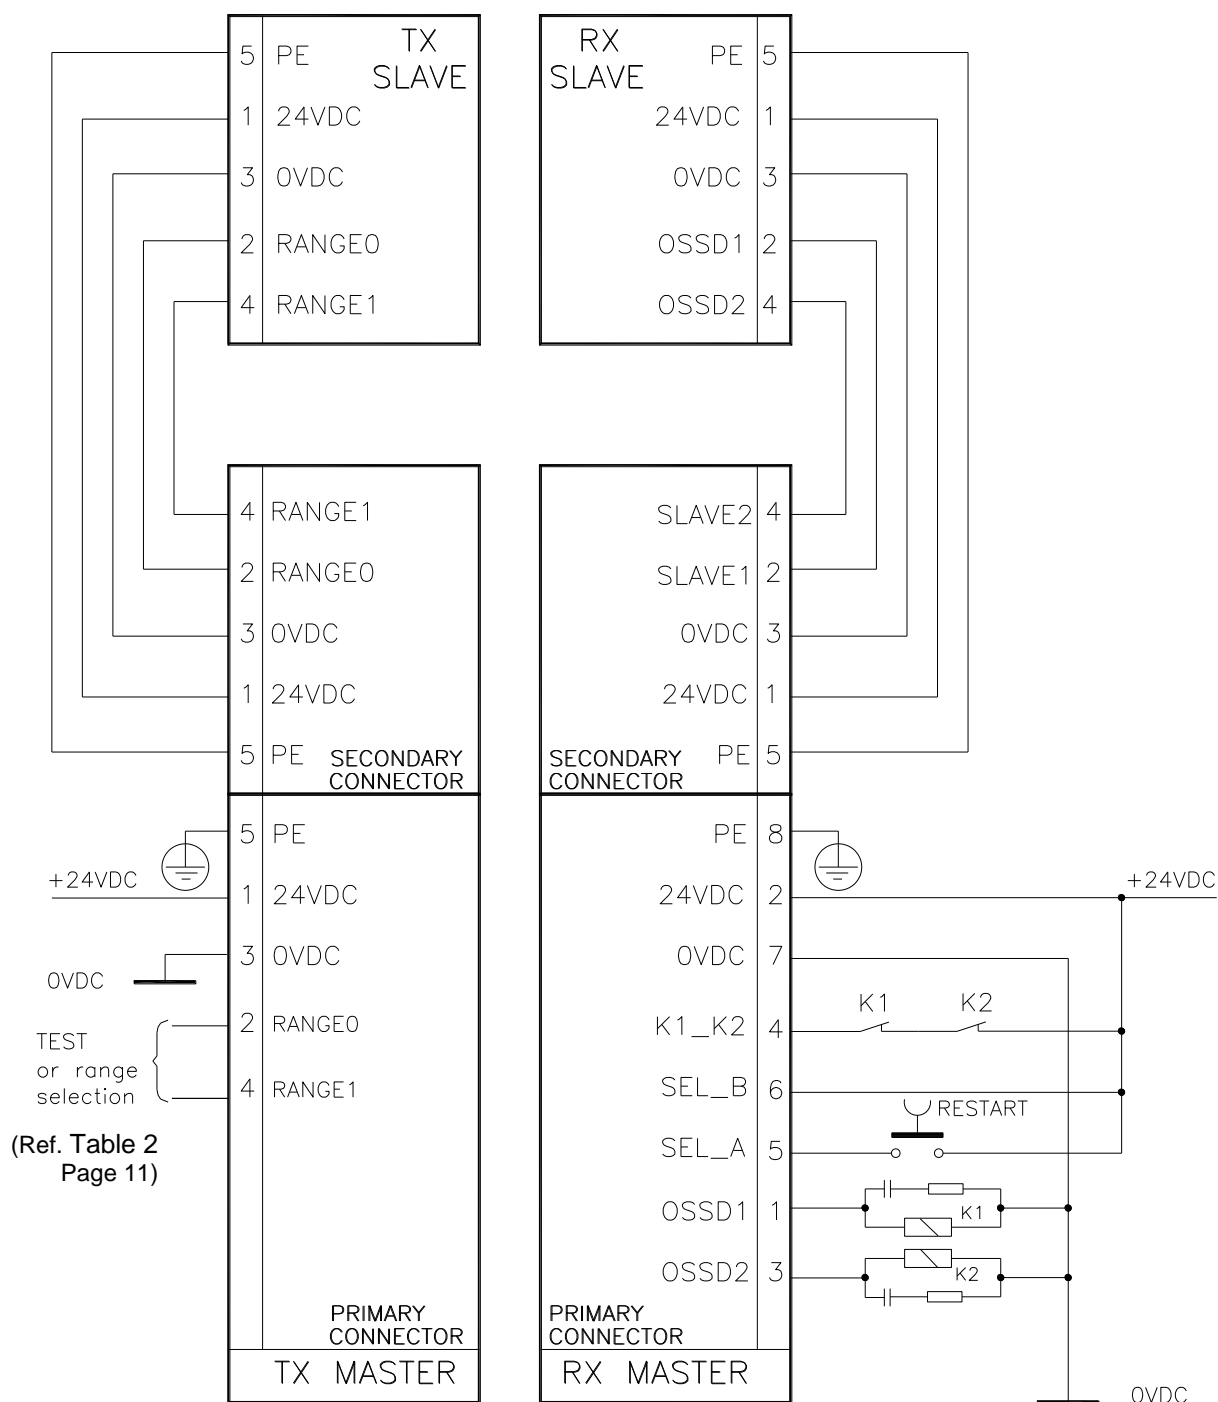 TX
SLAVE
5 PE
1 24VDC
3 0VDC
2 RANGE0
4 RANGE1
RX
SLAVE
PE 5
24VDC 1
0VDC 3
OSSD1 2
OSSD2 4
4 RANGE1
2 RANGE0
3 0VDC
1 24VDC
5 PE
SECONDARY
CONNECTOR
SLAVE2 4
SLAVE1 2
0VDC 3
24VDC 1
PE 5
SECONDARY
CONNECTOR
5 PE
+24VDC
1 24VDC
3 0VDC
0VDC
2 RANGE0
TEST
or range
selection
4 RANGE1
(Ref. Table 2
Page 11)
PRIMARY
CONNECTOR
TX MASTER
PE 8
24VDC 2
+24VDC
0VDC 7
K1 K2
K1_K2 4
SEL_B 6
RESTART
SEL_A 5
OSSD1 1
K1
OSSD2 3
K2
PRIMARY
CONNECTOR
RX MASTER
0VDC